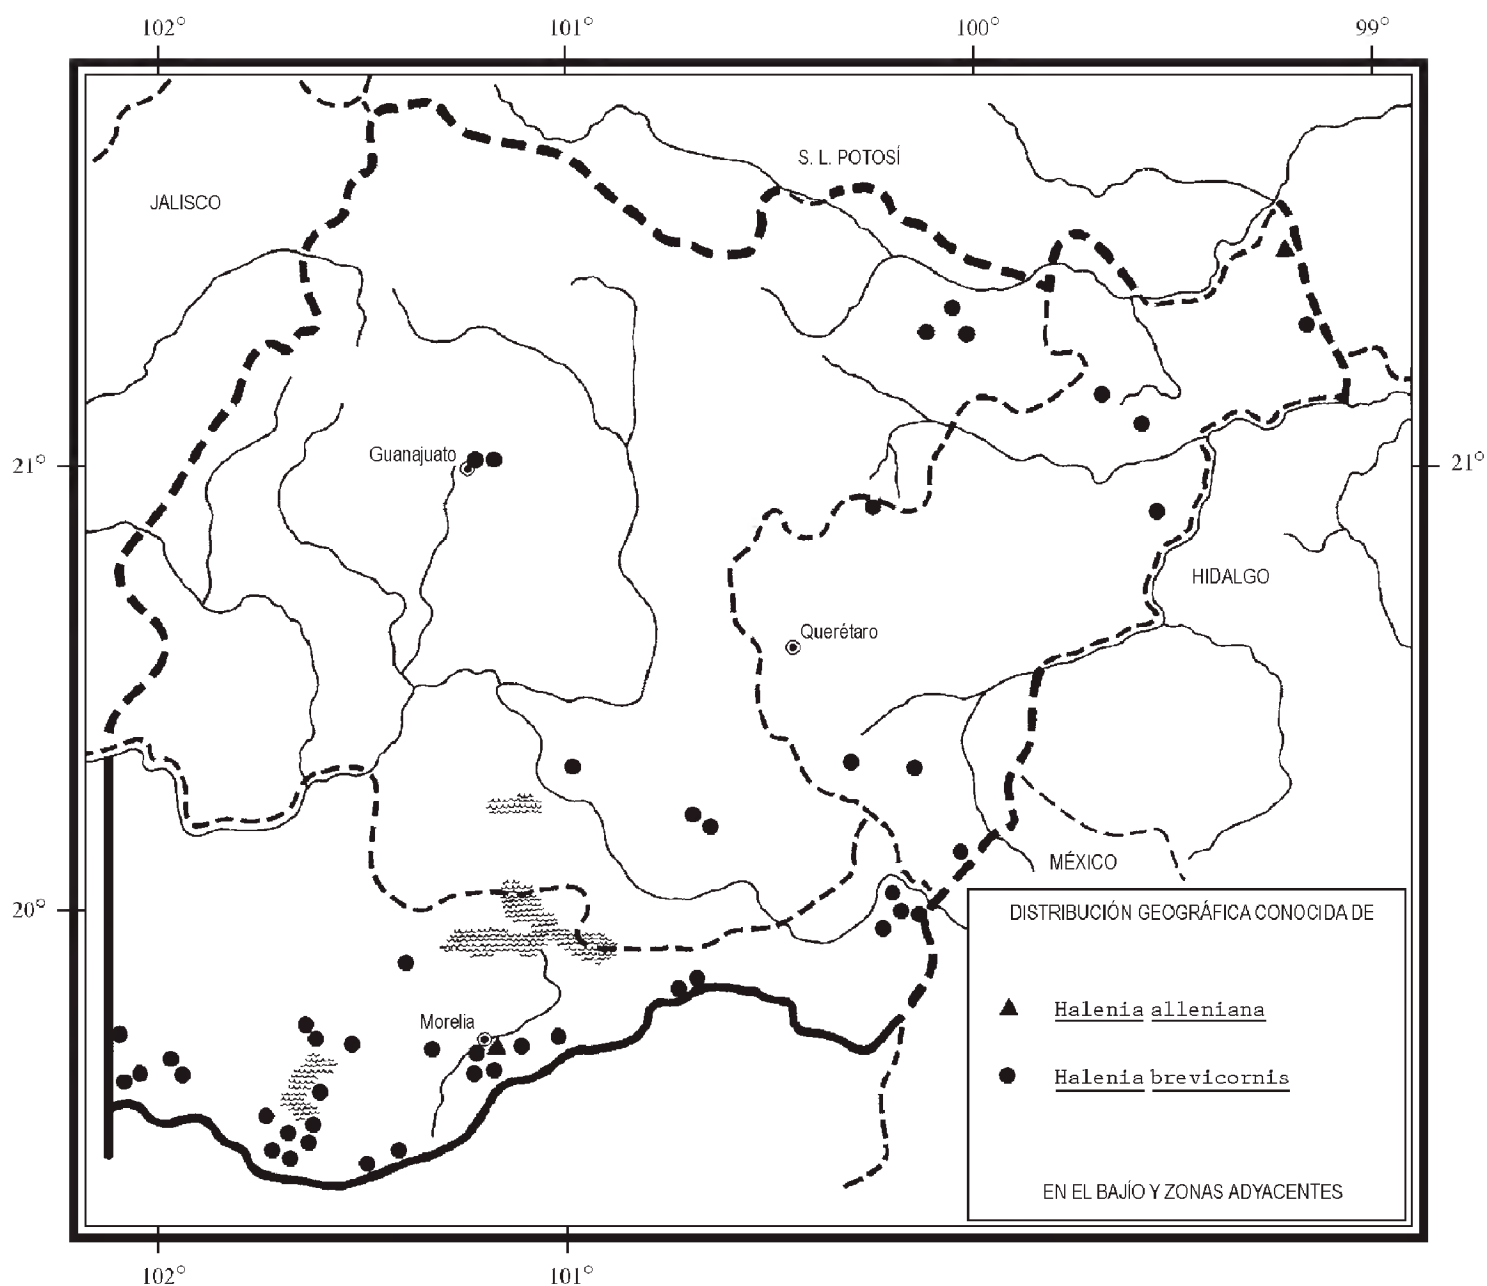 102° 101° 100° 99°
S. L. POTOSÍ
JALISCO
Guanajuato
21° 21°
HIDALGO
Querétaro
MÉXICO
20°
DISTRIBUCIÓN GEOGRÁFICA CONOCIDA DE
Halenia alleniana
Morelia
Halenia brevicornis
EN EL BAJÍO Y ZONAS ADYACENTES
102° 101°